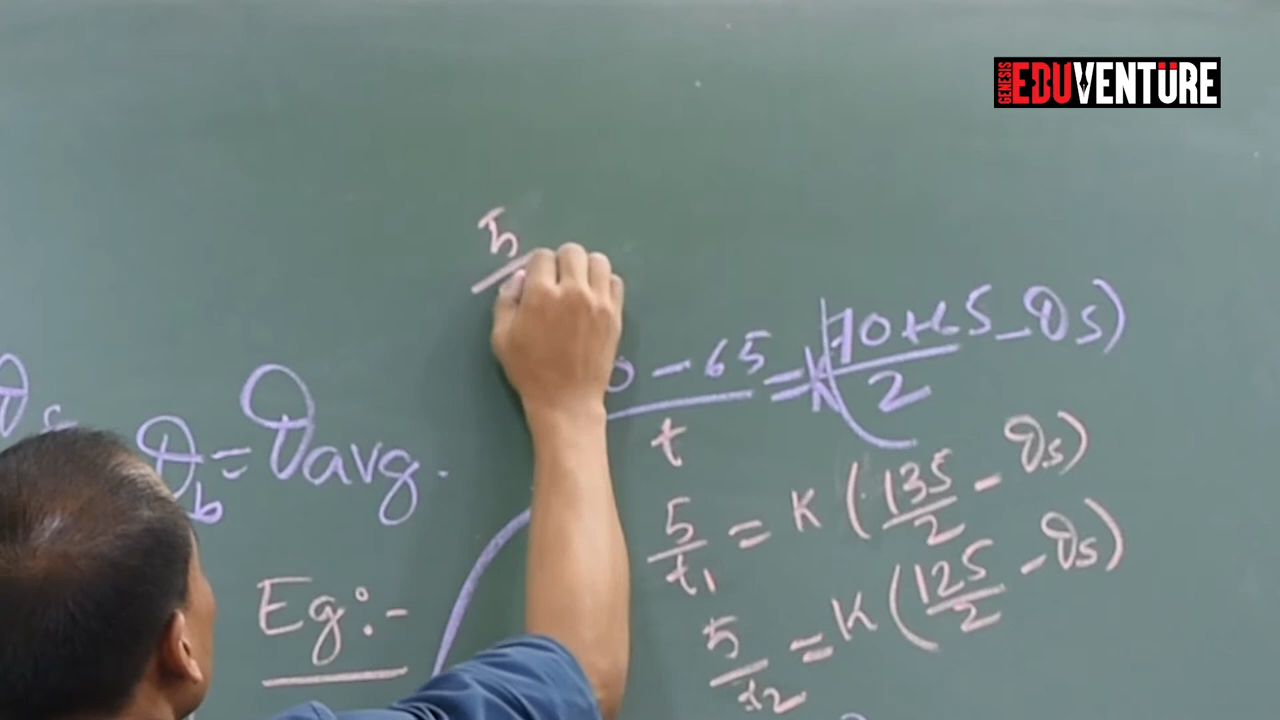 GENESIS EDUVENTURE
5
0 - 65 / t = K(70+65 / 2 - θs)
θs
θb = θavg.
5/t1 = K (135/2 - θs)
5/t2 = K (125/2 - θs)
Eg:-